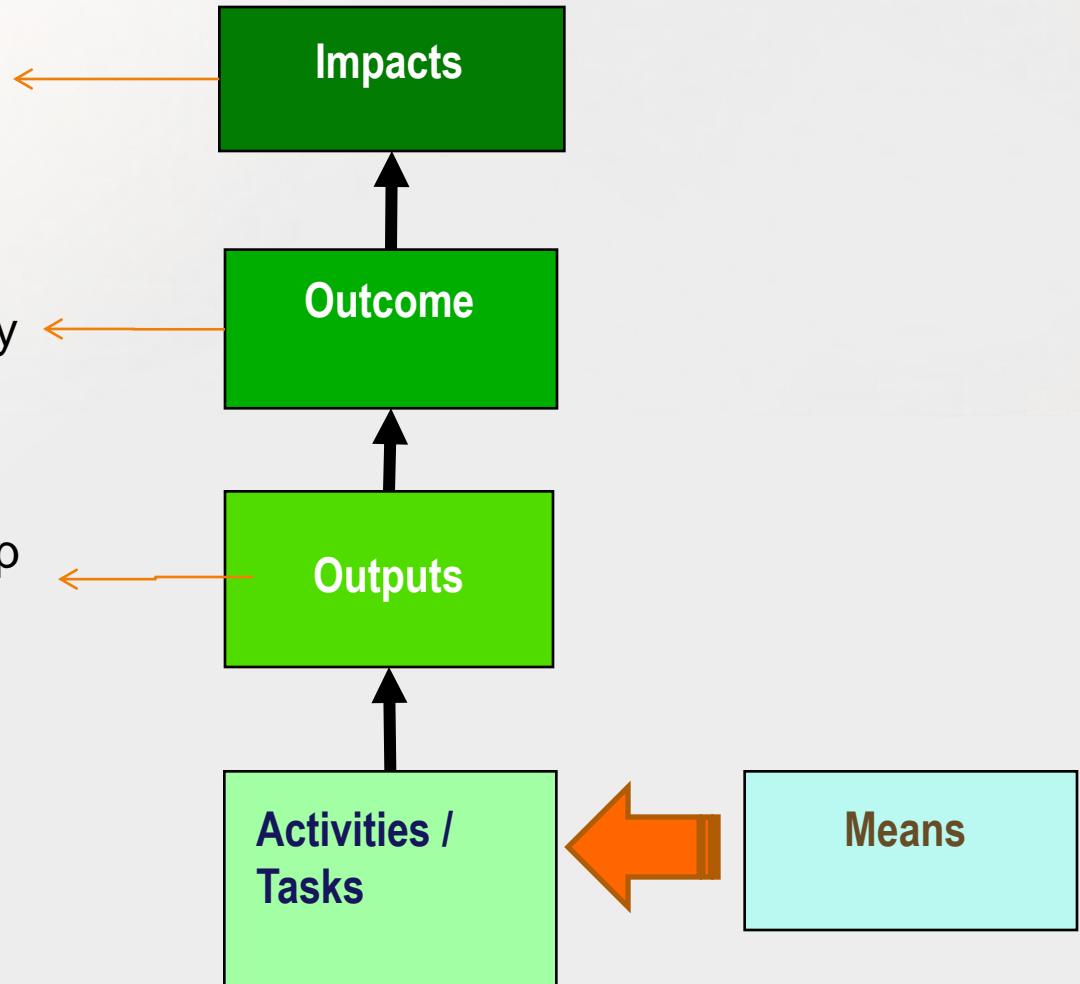 Impacts
Outcome
y
p
Outputs
Activities /
Tasks
Means